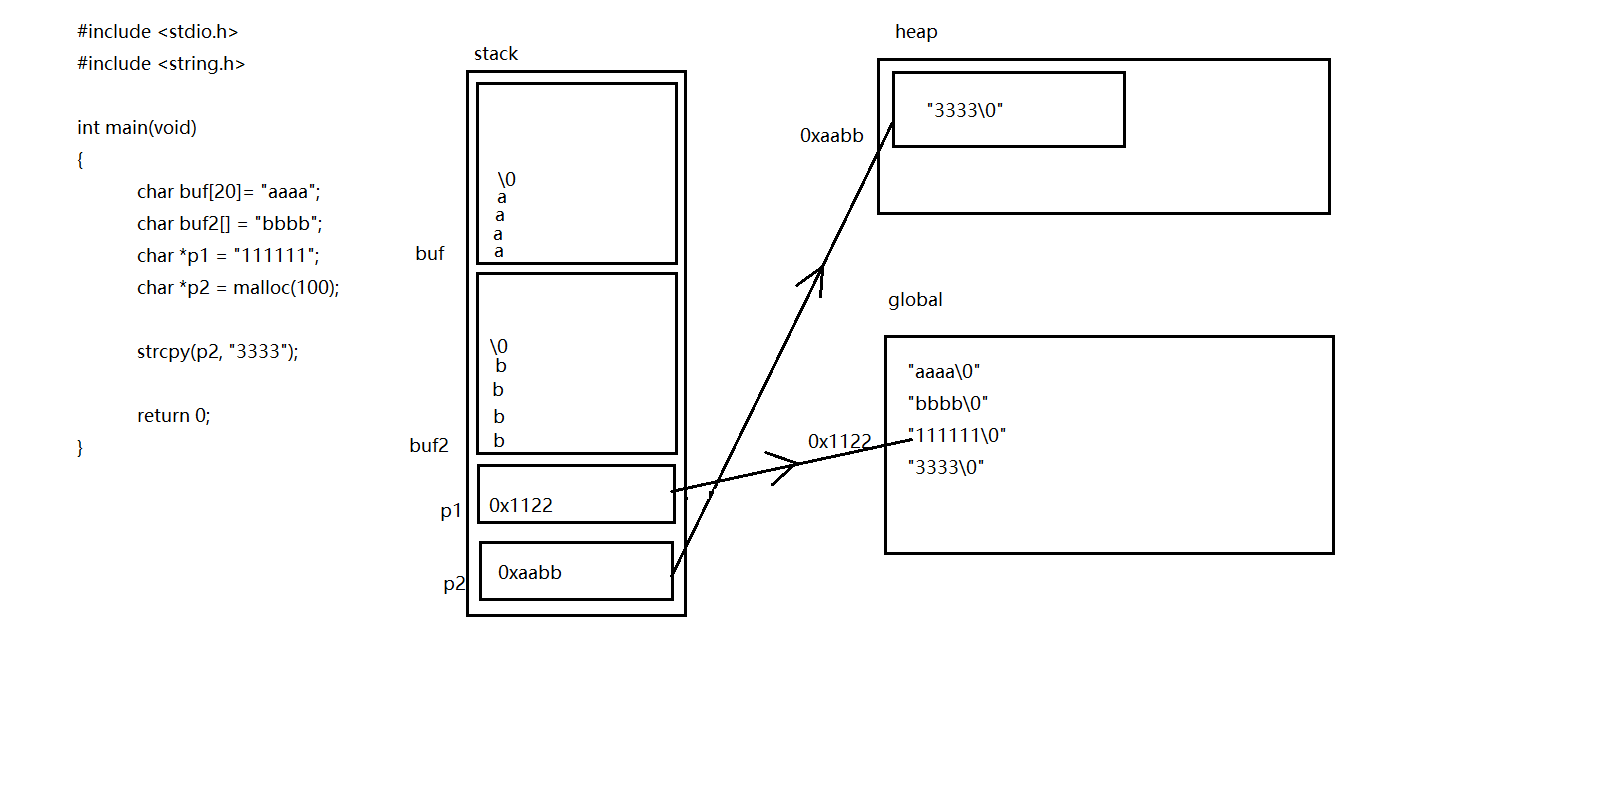 #include <stdio.h>
#include <string.h>
int main(void)
{
char buf[20]= "aaaa";
char buf2[] = "bbbb";
char *p1 = "111111";
char *p2 = malloc(100);
strcpy(p2, "3333");
return 0;
}
stack
\0
a
a
a
a
buf
\0
b
b
b
b
buf2
p1
0x1122
p2
0xaabb
heap
"3333\0"
0xaabb
global
"aaaa\0"
"bbbb\0"
"111111\0"
"3333\0"
0x1122